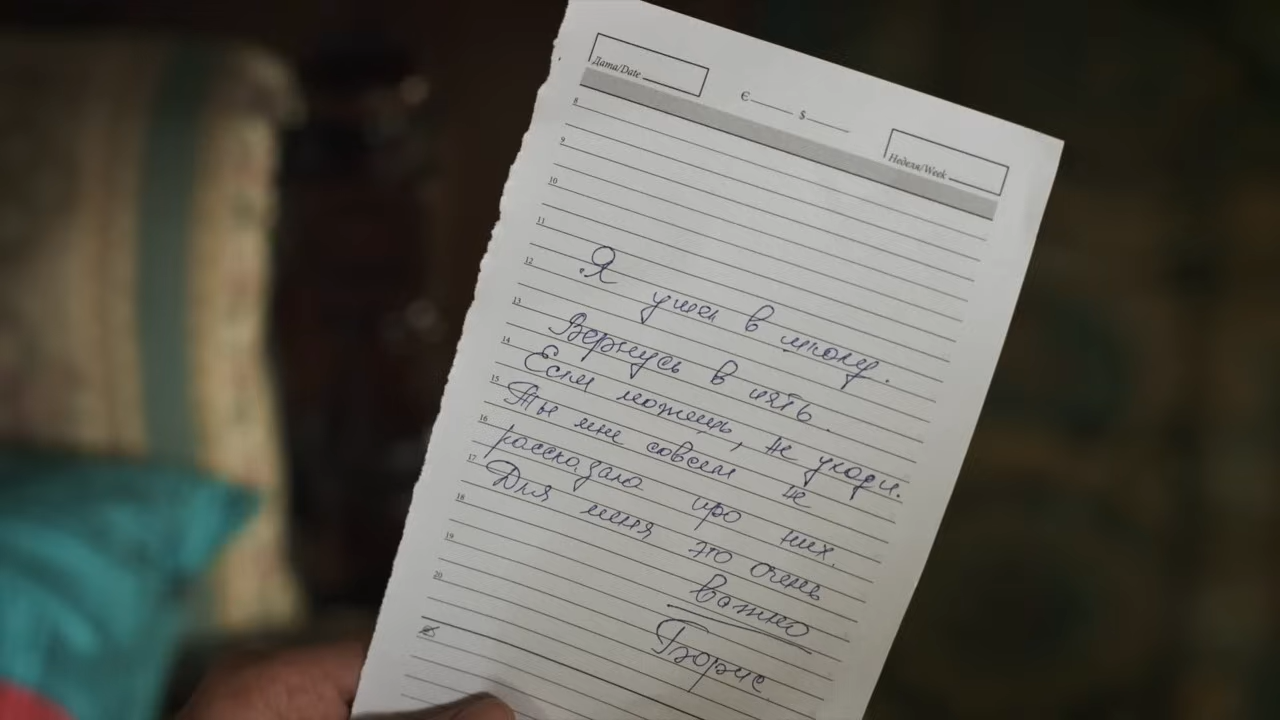 Дата/Date
€ $
Неделя/Week
8
9
10
11
12
13
14
15
16
17
18
19
20
Я ушел в школу.
Вернусь в пять.
Если можешь, не уходи.
Ты мне совсем не
рассказала про них.
Для меня это очень
важно
Борис